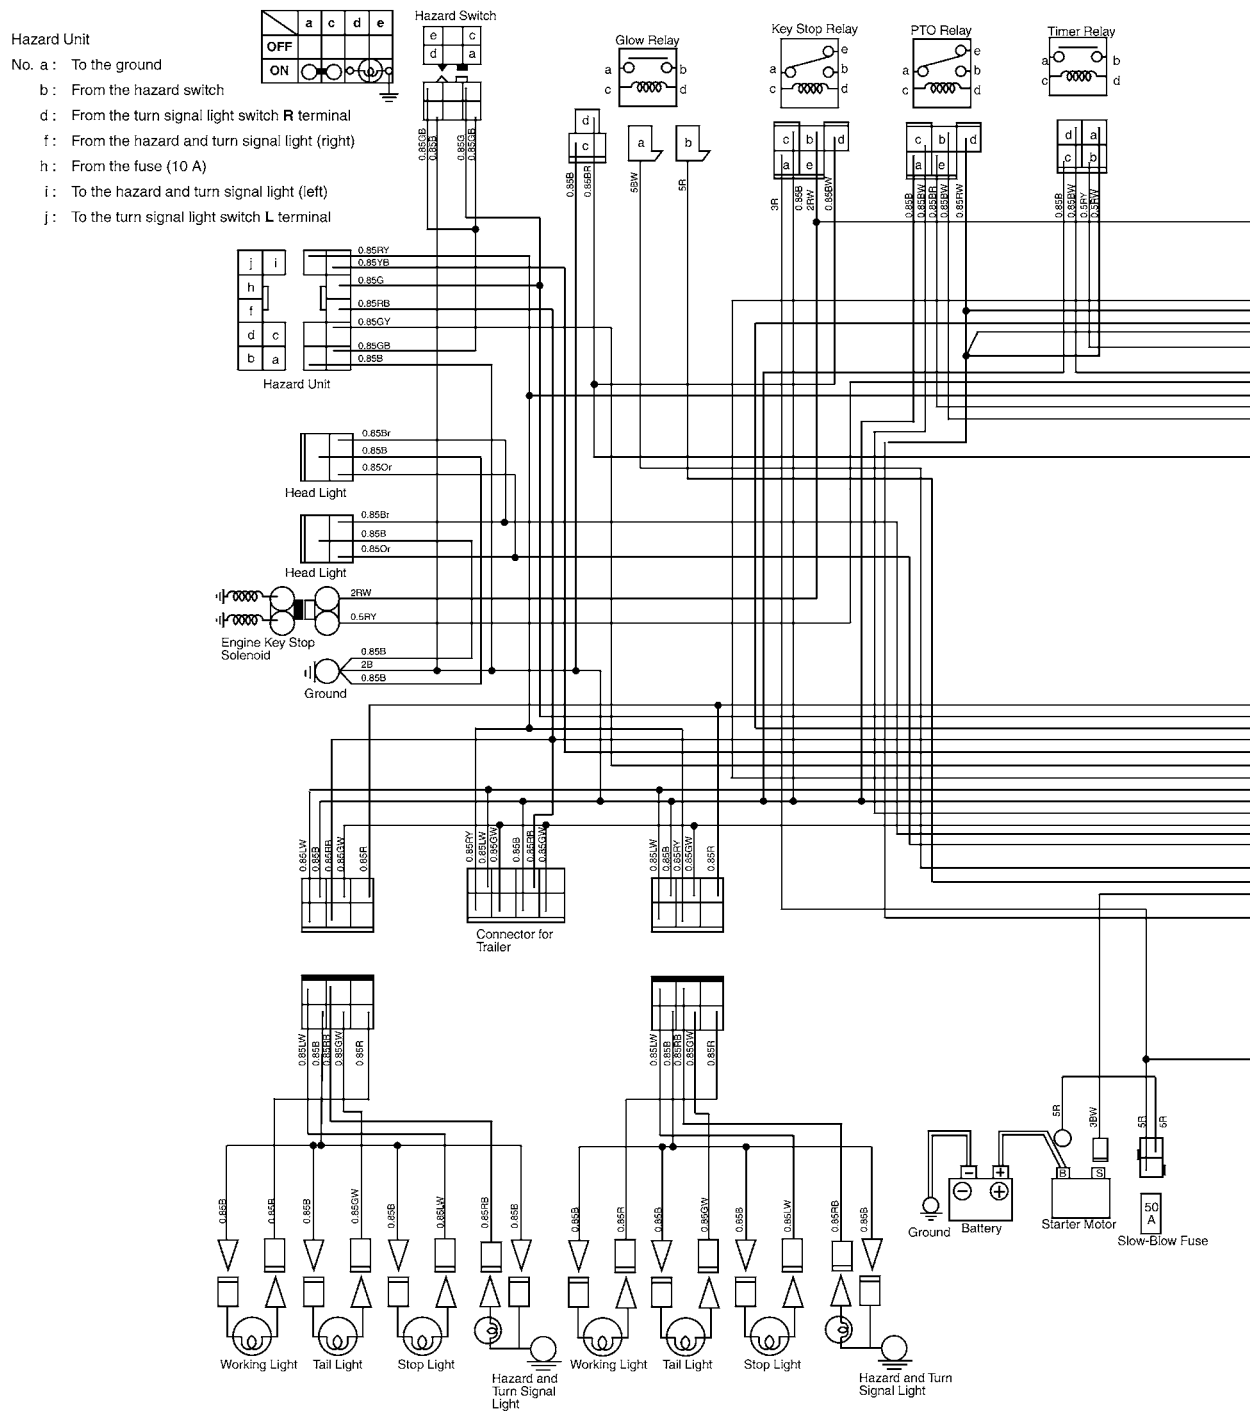 Hazard Unit
No. a : To the ground
b : From the hazard switch
d : From the turn signal light switch R terminal
f : From the hazard and turn signal light (right)
h : From the fuse (10 A)
i : To the hazard and turn signal light (left)
j : To the turn signal light switch L terminal
a c d e
OFF
ON
Hazard Switch
e c
d a
0.85GB
0.85B
0.85G
0.85GB
Glow Relay
a b
c d
d
c
a
b
0.85B
0.85BR
5BW
5R
Key Stop Relay
e
a b
c d
c b d
a e
3R
0.85B
2RW
0.85BW
PTO Relay
e
a b
c d
c b d
a e
0.85B
0.85BW
0.85BR
0.85BW
0.85RW
Timer Relay
a b
c d
d a
c b
0.85B
0.85BW
0.5RY
0.5RW
j i
h
f
d c
b a
Hazard Unit
0.85RY
0.85YB
0.85G
0.85RB
0.85GY
0.85GB
0.85B
0.85Br
0.85B
0.85Or
Head Light
0.85Br
0.85B
0.85Or
Head Light
2RW
0.5RY
Engine Key Stop
Solenoid
0.85B
2B
0.85B
Ground
0.85LW
0.85B
0.85RB
0.85GW
0.85R
0.85RY
0.85LW
0.85GW
0.85B
0.85RB
0.85GW
Connector for
Trailer
0.85LW
0.85B
0.85RY
0.85GW
0.85R
0.85LW
0.85B
0.85RB
0.85GW
0.85R
0.85LW
0.85B
0.85RB
0.85GW
0.85R
0.85B
0.85R
0.85B
0.85GW
0.85B
0.85LW
0.85RB
0.85B
Working Light
Tail Light
Stop Light
Hazard and
Turn Signal
Light
0.85B
0.85R
0.85B
0.85GW
0.85B
0.85LW
0.85RB
0.85B
Working Light
Tail Light
Stop Light
Hazard and Turn
Signal Light
Ground
− +
− +
Battery
5R
3BW
B S
Starter Motor
5R
5R
50
A
Slow-Blow Fuse